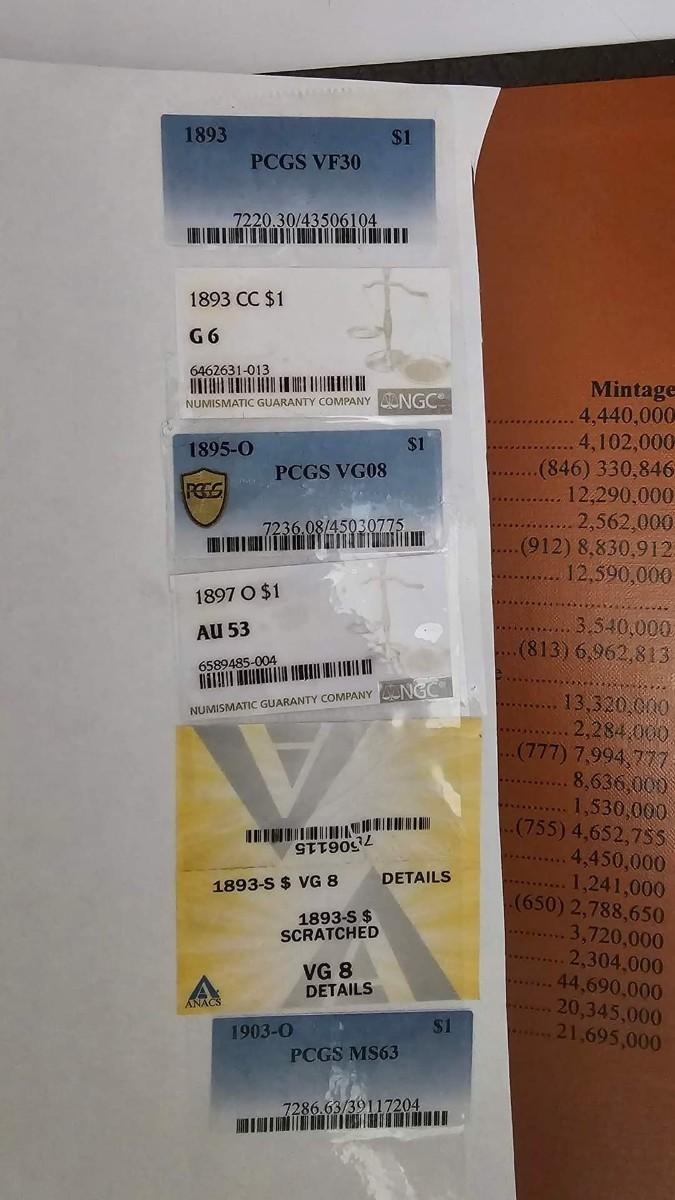 1893 $1
PCGS VF30
7220.30/43506104
1893 CC $1
G 6
6462631-013
NUMISMATIC GUARANTY COMPANY NGC®
1895-O $1
PCGS VG08
PCGS
7236.08/45030775
1897 O $1
AU 53
6589485-004
NUMISMATIC GUARANTY COMPANY NGC®
1893-S $ VG 8 DETAILS
1893-S $
SCRATCHED
VG 8
DETAILS
ANACS
1903-O $1
PCGS MS63
7286.63/39117204
Mintage
4,440,000
4,102,000
(846) 330,846
12,290,000
2,562,000
(912) 8,830,912
12,590,000
3,540,000
(813) 6,962,813
13,320,000
2,284,000
(777) 7,994,777
8,636,000
1,530,000
(755) 4,652,755
4,450,000
1,241,000
(650) 2,788,650
3,720,000
2,304,000
44,690,000
20,345,000
21,695,000